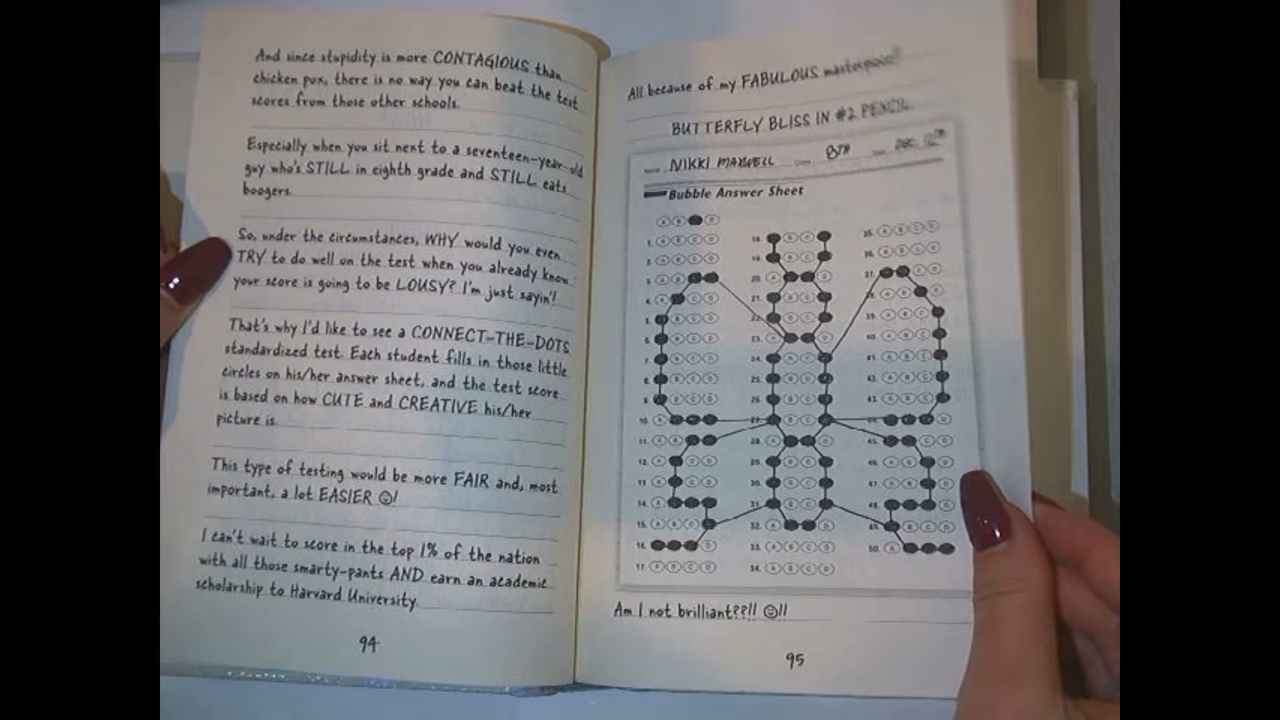 And since stupidity is more CONTAGIOUS than
chicken pox, there is no way you can beat the test
scores from those other schools.
Especially when you sit next to a seventeen-year-old
guy who's STILL in eighth grade and STILL eats
boogers.
So, under the circumstances, WHY would you even
TRY to do well on the test when you already know
your score is going to be LOUSY? I'm just sayin'!
That's why I'd like to see a CONNECT-THE-DOTS
standardized test. Each student fills in those little
circles on his/her answer sheet, and the test score
is based on how CUTE and CREATIVE his/her
picture is.
This type of testing would be more FAIR and, most
important, a lot EASIER ☺!
I can't wait to score in the top 1% of the nation
with all those smarty-pants AND earn an academic
scholarship to Harvard University.
94
All because of my FABULOUS masterpiece!
BUTTERFLY BLISS IN #2 PENCIL
Name NIKKI MAXWELL Class 8TH Date DEC. 12TH
Bubble Answer Sheet
Am I not brilliant??!! ☺!!
95